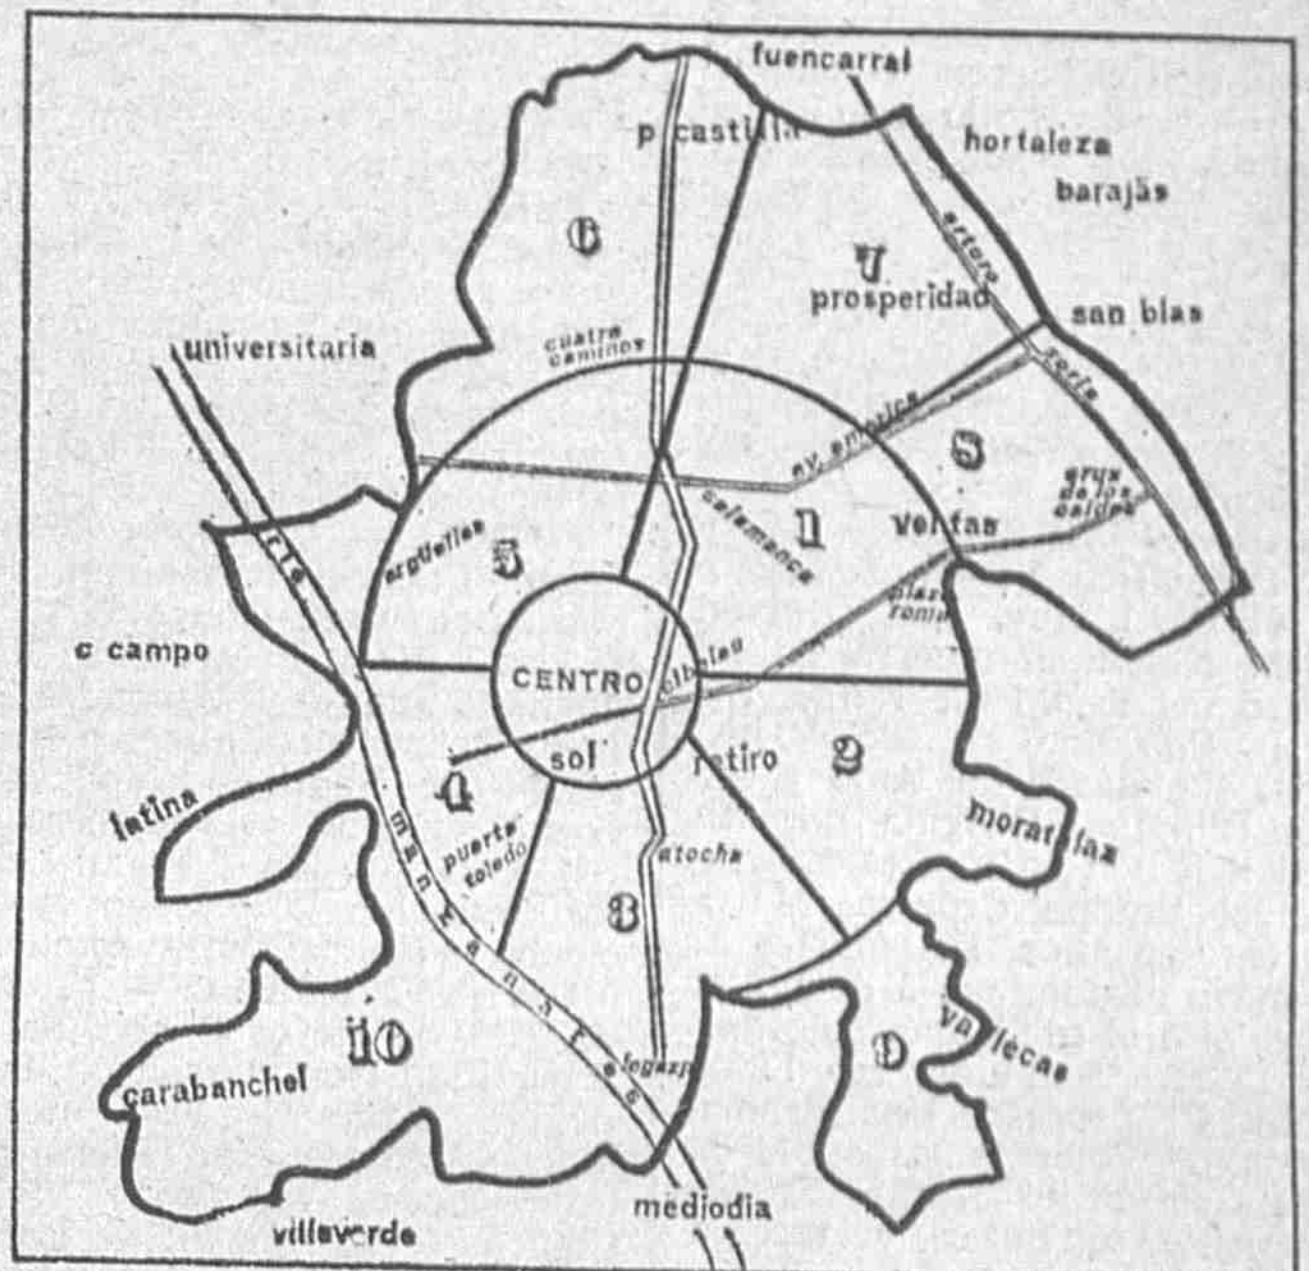 fuencarral
p castilla
hortaleza
barajas
6
7
arturo
prosperidad
san blas
universitaria
cuatro
caminos
soria
av. america
8
cruz
de los
caidos
salamanca
1
ventas
rio
argüelles
5
plaza
roma
c campo
CENTRO
cibeles
sol
retiro
2
4
latina
moratalaz
puerta
toledo
atocha
manzanares
3
vallecas
10
9
carabanchel
legazpi
mediodia
villaverde